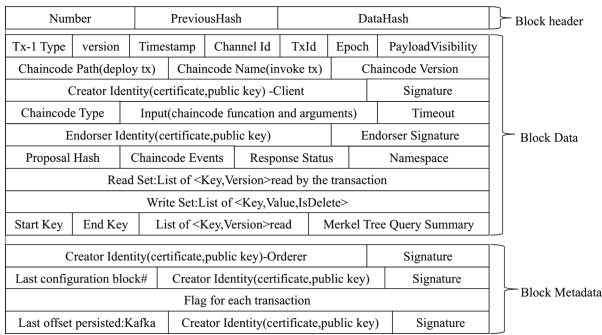 Number PreviousHash DataHash
Block header
Tx-1 Type version Timestamp Channel Id TxId Epoch PayloadVisibility
Chaincode Path(deploy tx) Chaincode Name(invoke tx) Chaincode Version
Creator Identity(certificate,public key) -Client Signature
Chaincode Type Input(chaincode funcation and arguments) Timeout
Endorser Identity(certificate,public key) Endorser Signature
Block Data
Proposal Hash Chaincode Events Response Status Namespace
Read Set:List of <Key,Version>read by the transaction
Write Set:List of <Key,Value,IsDelete>
Start Key End Key List of <Key,Version>read Merkel Tree Query Summary
Creator Identity(certificate,public key)-Orderer Signature
Last configuration block# Creator Identity(certificate,public key) Signature
Block Metadata
Flag for each transaction
Last offset persisted:Kafka Creator Identity(certificate,public key) Signature